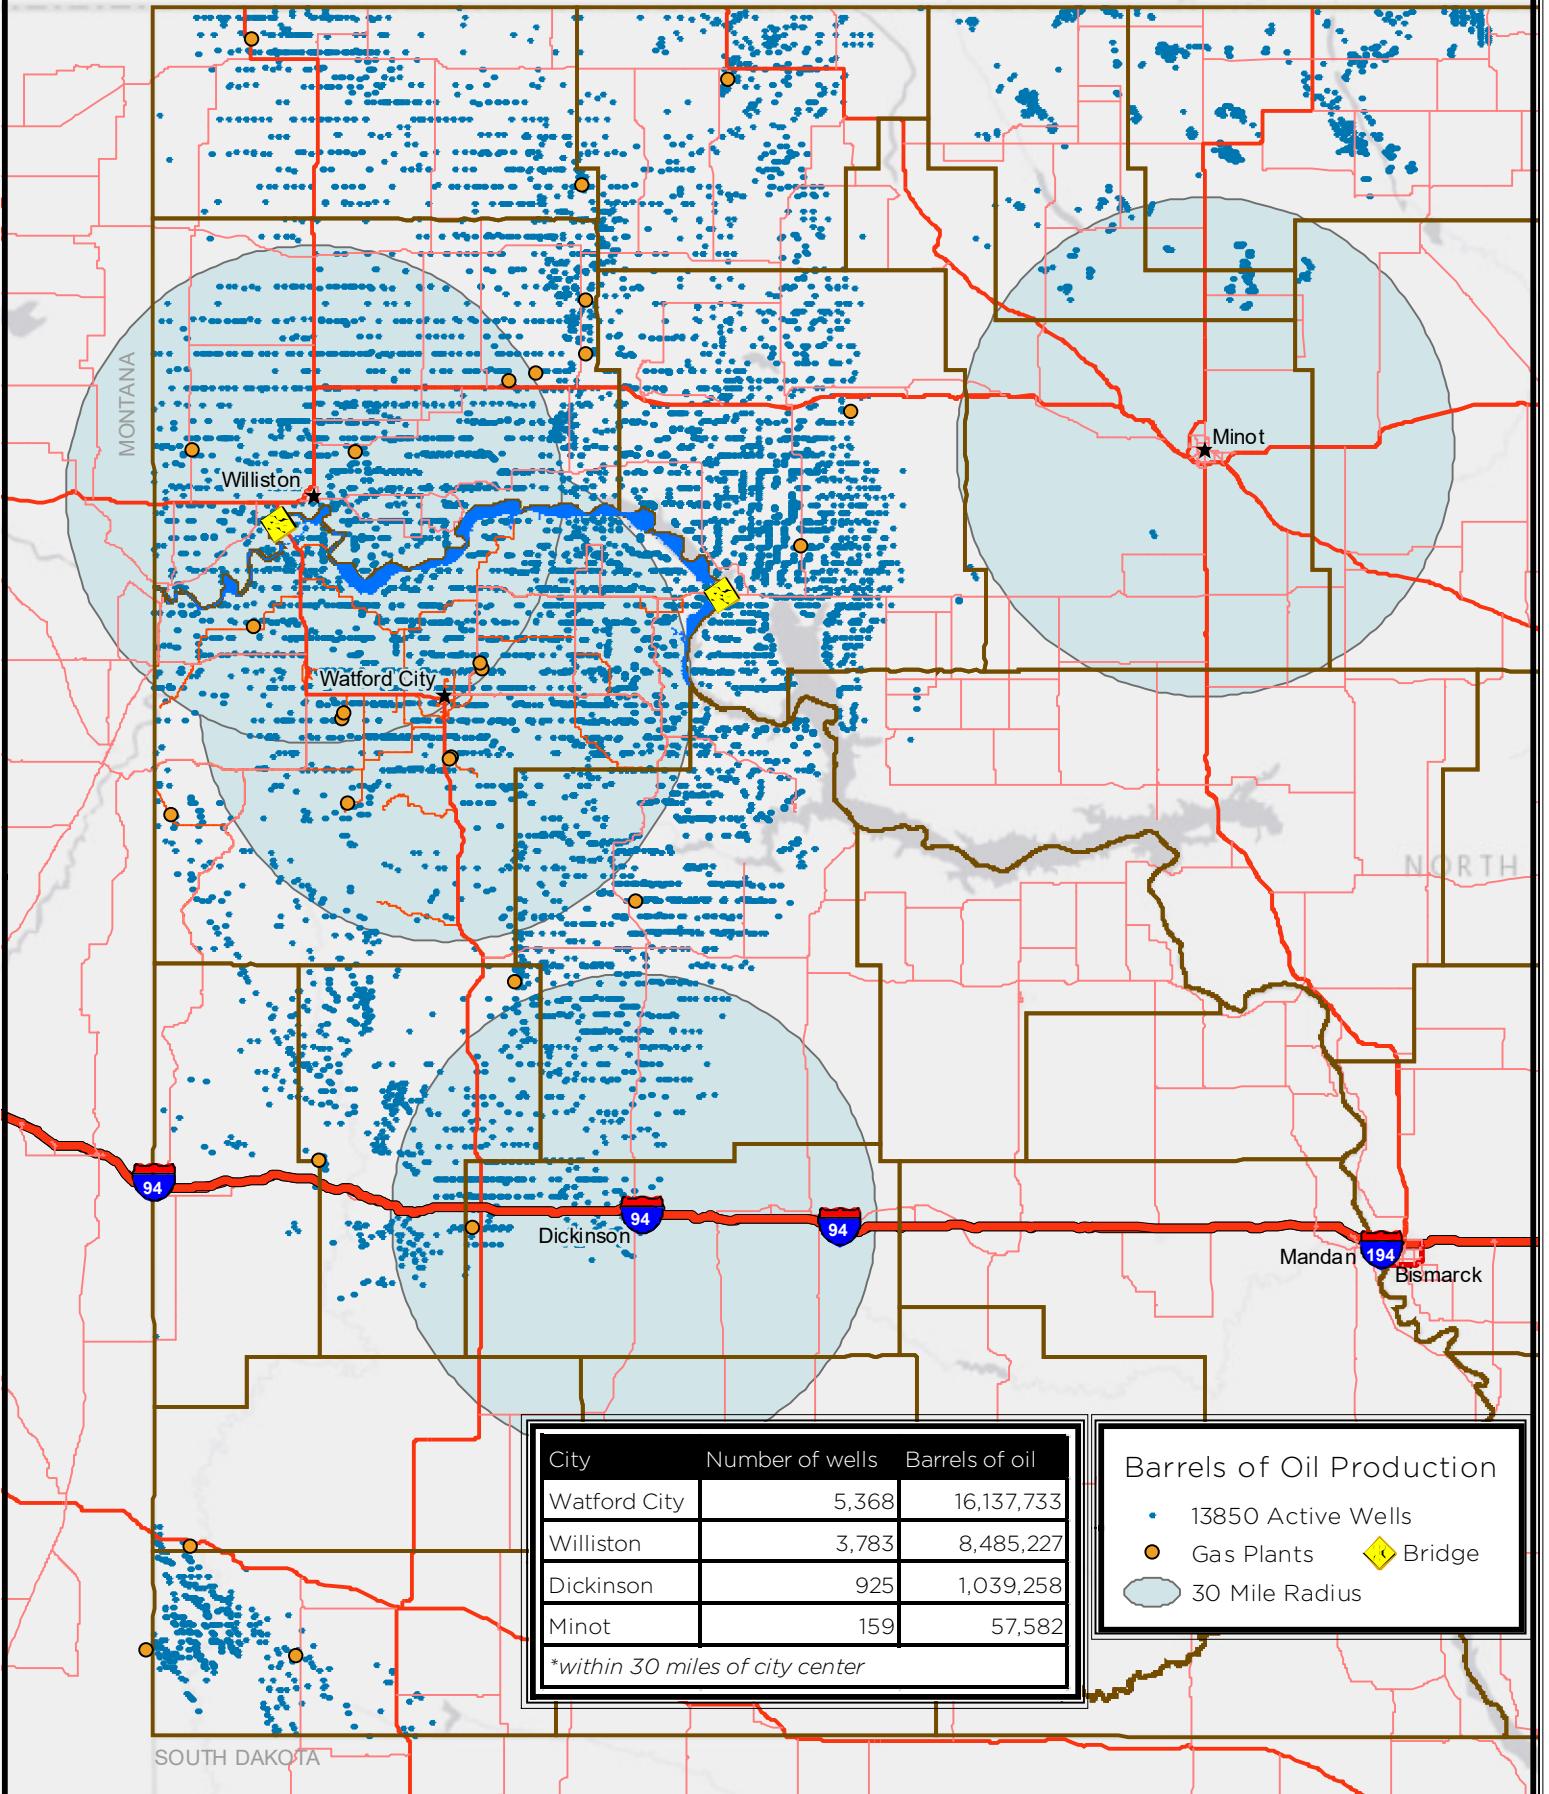 MONTANA
Williston
Minot
Watford City
NORTH
94
94
94
Dickinson
Mandan
194
Bismarck
City Number of wells Barrels of oil
Watford City 5,368 16,137,733
Williston 3,783 8,485,227
Dickinson 925 1,039,258
Minot 159 57,582
*within 30 miles of city center
Barrels of Oil Production
13850 Active Wells
Gas Plants Bridge
30 Mile Radius
SOUTH DAKOTA